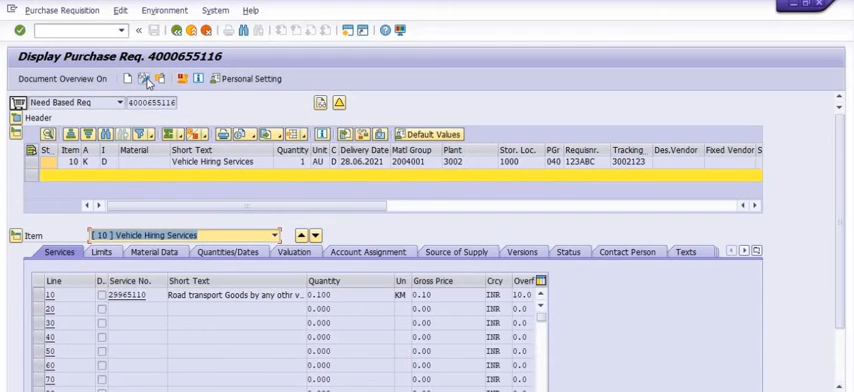 Purchase Requisition Edit Environment System Help
Display Purchase Req. 4000655116
Document Overview On Personal Setting
Need Based Req 4000655116
Header
Default Values
St... Item A I Material Short Text Quantity Unit C Delivery Date Matl Group Plant Stor. Loc. PGr Requisnr. Tracking... Des.Vendor Fixed Vendor S
10 K D Vehicle Hiring Services 1 AU D 28.06.2021 2004001 3002 1000 040 123ABC 3002123
Item [ 10 ] Vehicle Hiring Services
Services Limits Material Data Quantities/Dates Valuation Account Assignment Source of Supply Versions Status Contact Person Texts
Line D.. Service No. Short Text Quantity Un Gross Price Crcy Overf
10 29965110 Road transport Goods by any othr v... 0.100 KM 0.10 INR 10.0
20 0.000 0.00 INR 0.0
30 0.000 0.00 INR 0.0
40 0.000 0.00 INR 0.0
50 0.000 0.00 INR 0.0
60 0.000 0.00 INR 0.0
70 0.000 0.00 INR 0.0